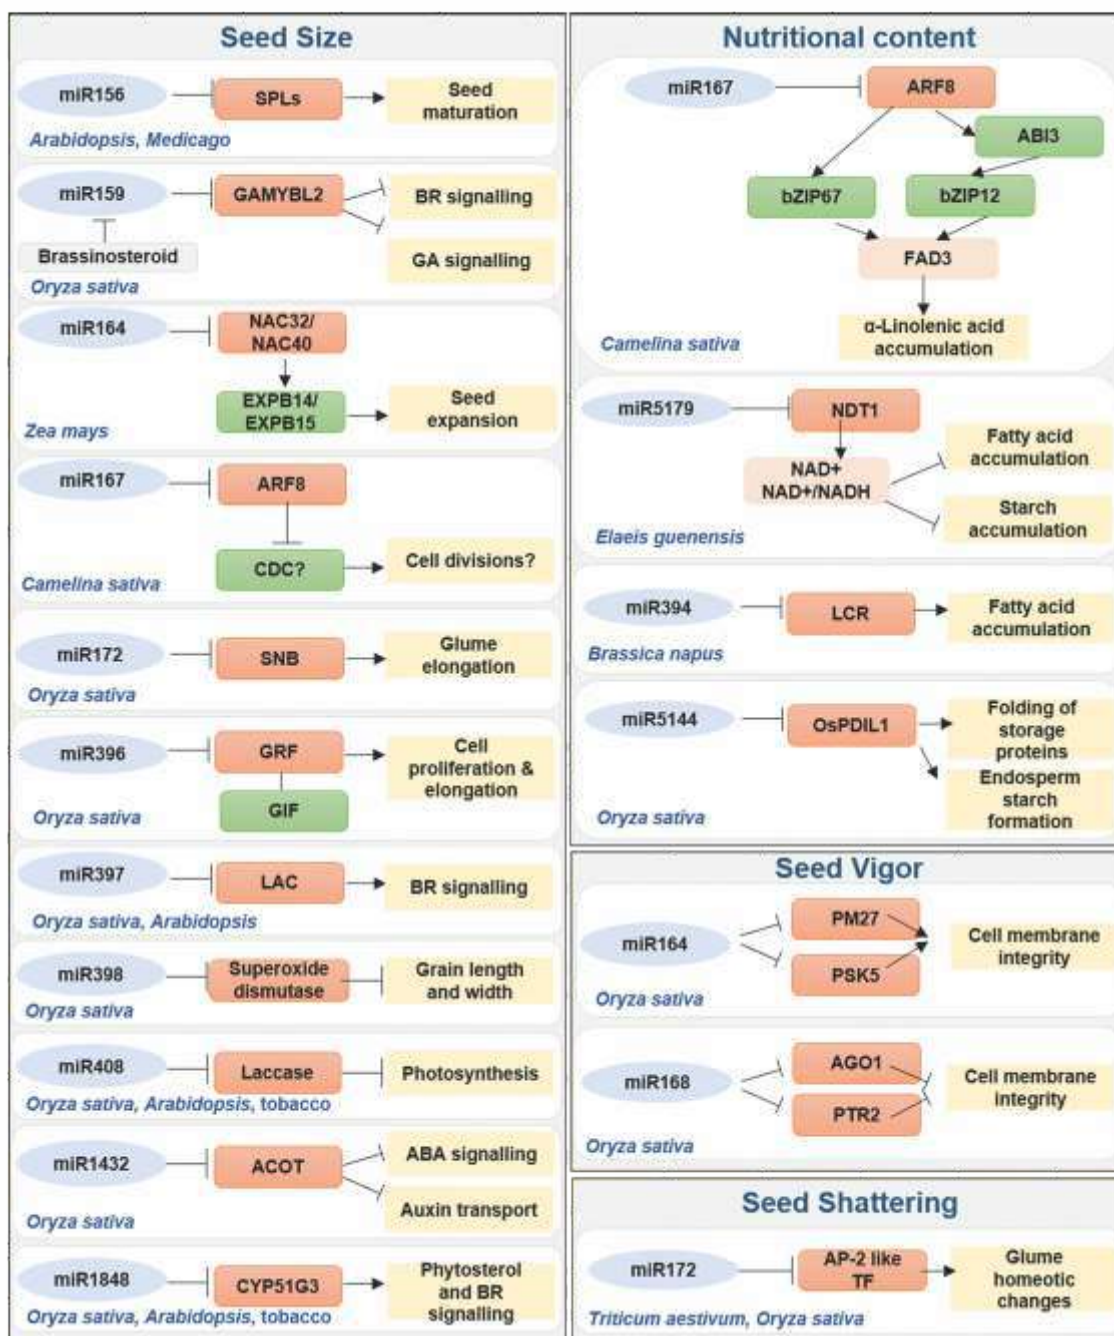 Seed Size
miR156
SPLs
Seed
maturation
Arabidopsis, Medicago
miR159
GAMYBL2
BR signalling
Brassinosteroid
GA signalling
Oryza sativa
miR164
NAC32/
NAC40
EXPB14/
EXPB15
Seed
expansion
Zea mays
miR167
ARF8
CDC?
Cell divisions?
Camelina sativa
miR172
SNB
Glume
elongation
Oryza sativa
miR396
GRF
Cell
proliferation &
elongation
GIF
Oryza sativa
miR397
LAC
BR signalling
Oryza sativa, Arabidopsis
miR398
Superoxide
dismutase
Grain length
and width
Oryza sativa
miR408
Laccase
Photosynthesis
Oryza sativa, Arabidopsis, tobacco
miR1432
ACOT
ABA signalling
Auxin transport
Oryza sativa
miR1848
CYP51G3
Phytosterol
and BR
signalling
Oryza sativa, Arabidopsis, tobacco
Nutritional content
miR167
ARF8
ABI3
bZIP67
bZIP12
FAD3
α-Linolenic acid
accumulation
Camelina sativa
miR5179
NDT1
NAD+
NAD+/NADH
Fatty acid
accumulation
Starch
accumulation
Elaeis guenensis
miR394
LCR
Fatty acid
accumulation
Brassica napus
miR5144
OsPDIL1
Folding of
storage
proteins
Endosperm
starch
formation
Oryza sativa
Seed Vigor
miR164
PM27
PSK5
Cell membrane
integrity
Oryza sativa
miR168
AGO1
PTR2
Cell membrane
integrity
Oryza sativa
Seed Shattering
miR172
AP-2 like
TF
Glume
homeotic
changes
Triticum aestivum, Oryza sativa